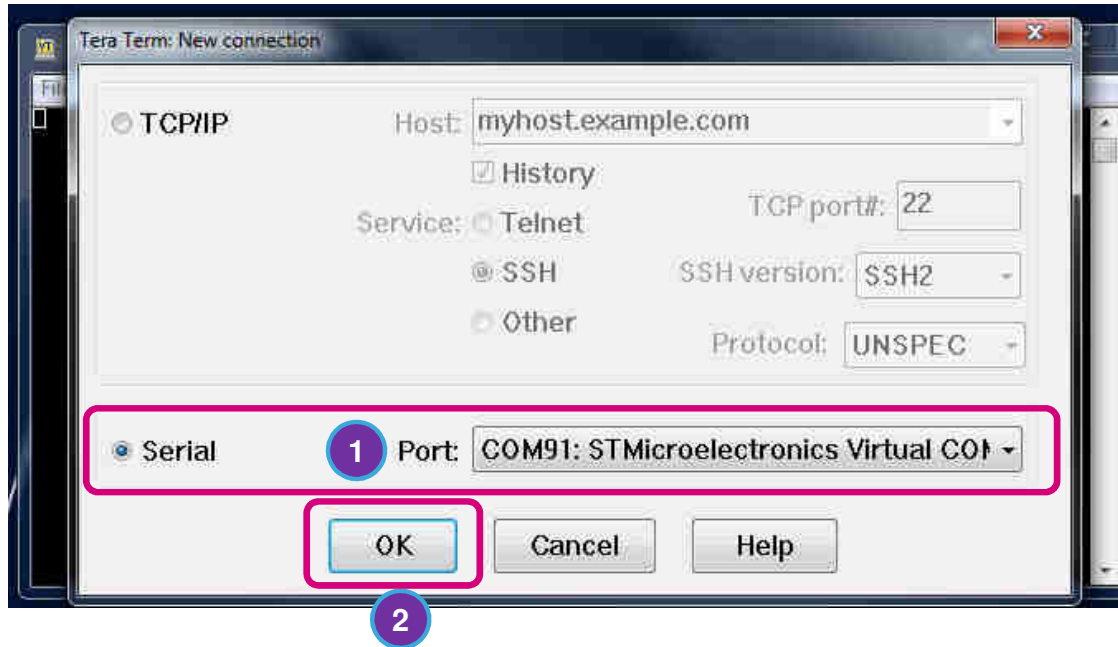 Tera Term: New connection
TCP/IP
Host: myhost.example.com
History
Service: Telnet
TCP port#: 22
SSH
SSH version: SSH2
Other
Protocol: UNSPEC
Serial
1 Port: COM91: STMicroelectronics Virtual COM
OK Cancel Help
2